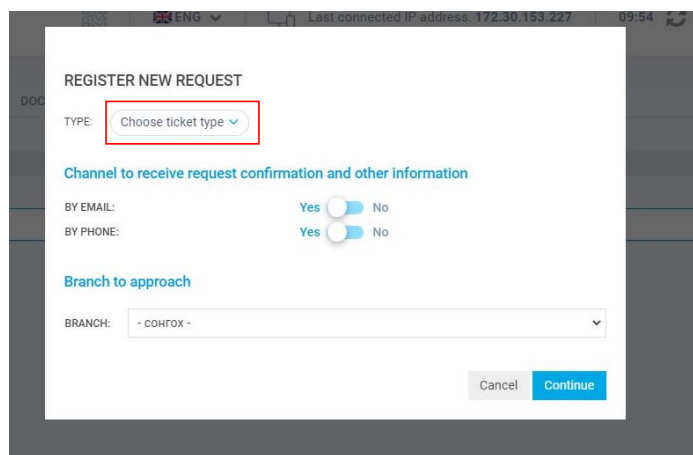 ENG
Last connected IP address. 172.30.153.227
09:54
REGISTER NEW REQUEST
DOC
TYPE: Choose ticket type
Channel to receive request confirmation and other information
BY EMAIL: Yes No
BY PHONE: Yes No
Branch to approach
BRANCH: - сонгох -
Cancel Continue